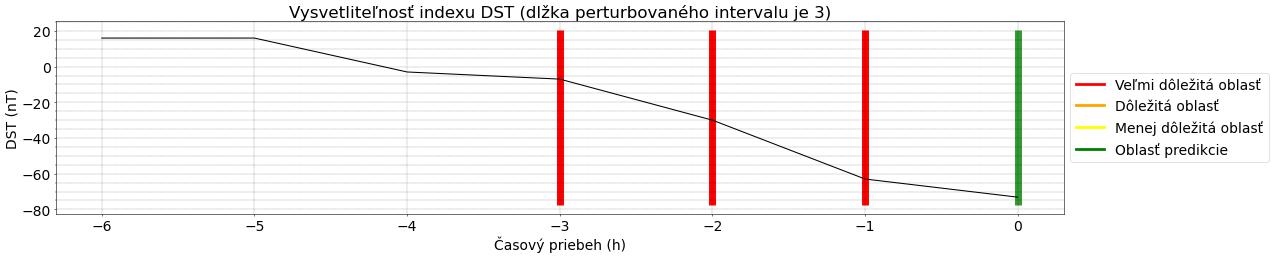 Vysvetliteľnosť indexu DST (dĺžka perturbovaného intervalu je 3)
20
0
−20
−40
−60
−80
DST (nT)
−6 −5 −4 −3 −2 −1 0
Časový priebeh (h)
Veľmi dôležitá oblasť
Dôležitá oblasť
Menej dôležitá oblasť
Oblasť predikcie